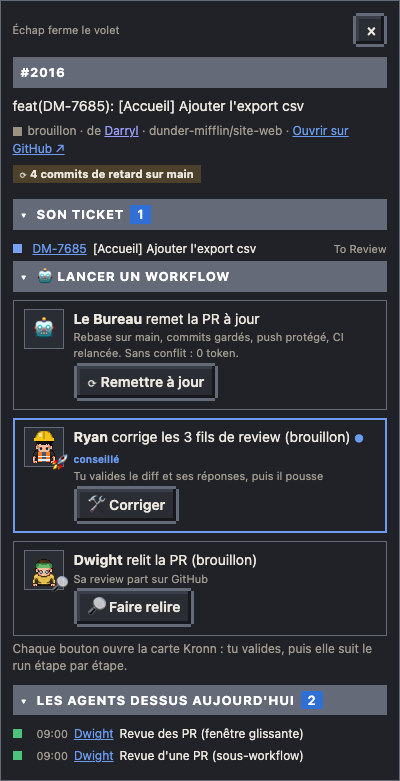 Échap ferme le volet
×
#2016
feat(DM-7685): [Accueil] Ajouter l'export csv
brouillon · de Darryl · dunder-mifflin/site-web · Ouvrir sur
GitHub ↗
⟳ 4 commits de retard sur main
▾ SON TICKET 1
DM-7685 [Accueil] Ajouter l'export csv To Review
▾ 🤖 LANCER UN WORKFLOW
Le Bureau remet la PR à jour
Rebase sur main, commits gardés, push protégé, CI
relancée. Sans conflit : 0 token.
⟳ Remettre à jour
Ryan corrige les 3 fils de review (brouillon) ●
conseillé
Tu valides le diff et ses réponses, puis il pousse
🛠 Corriger
Dwight relit la PR (brouillon)
Sa review part sur GitHub
🔎 Faire relire
Chaque bouton ouvre la carte Kronn : tu valides, puis elle suit le
run étape par étape.
▾ LES AGENTS DESSUS AUJOURD'HUI 2
09:00 Dwight Revue des PR (fenêtre glissante)
09:00 Dwight Revue d'une PR (sous-workflow)